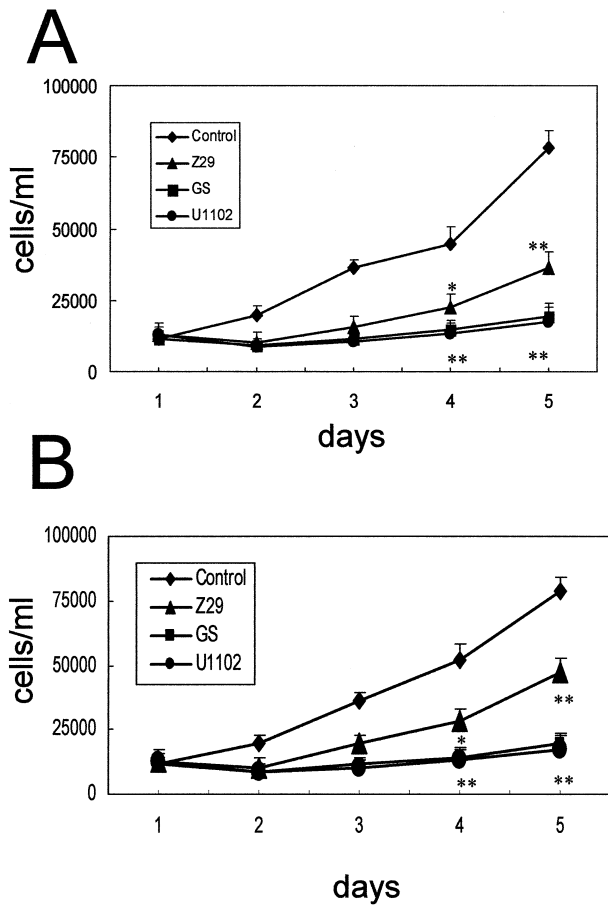 A
100000
75000
50000
25000
0
cells/ml
Control
Z29
GS
U1102
**
*
**
**
1 2 3 4 5
days
B
100000
75000
50000
25000
0
cells/ml
Control
Z29
GS
U1102
**
*
**
**
1 2 3 4 5
days